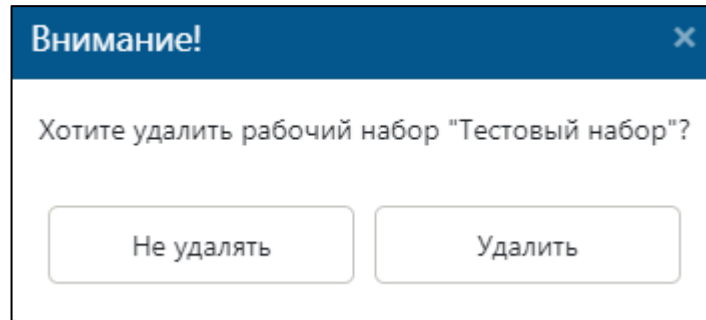 Внимание!
Хотите удалить рабочий набор "Тестовый набор"?
Не удалять
Удалить